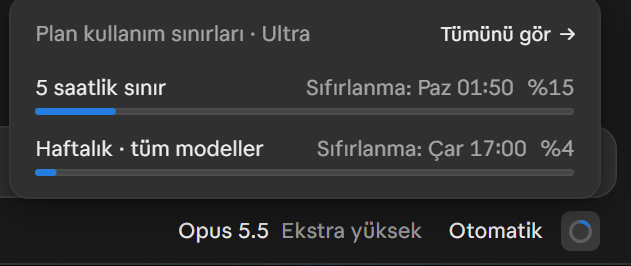 Plan kullanım sınırları · Ultra Tümünü gör →
5 saatlik sınır Sıfırlanma: Paz 01:50 %15
Haftalık · tüm modeller Sıfırlanma: Çar 17:00 %4
Opus 5.5 Ekstra yüksek Otomatik